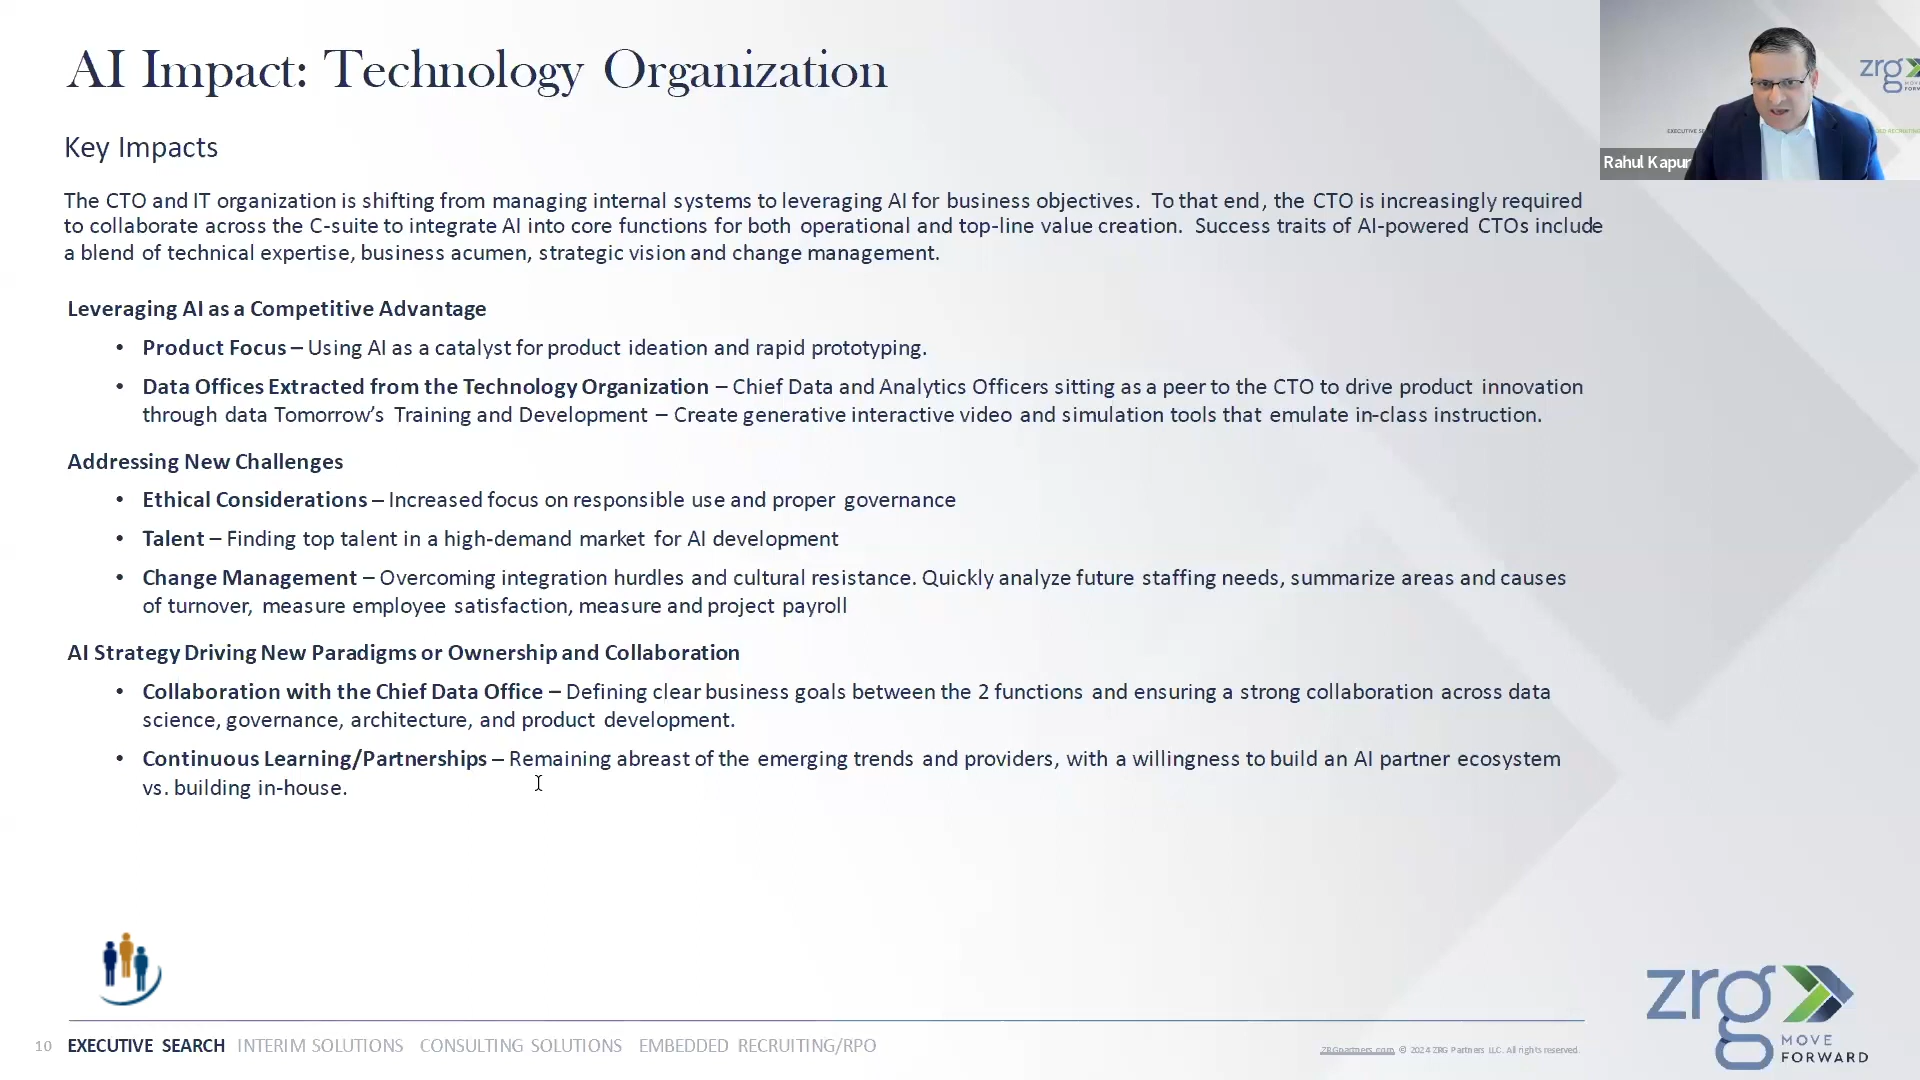 AI Impact: Technology Organization
zrg
MOVE
FORW
EXECUTIVE SE
Rahul Kapur
Key Impacts
The CTO and IT organization is shifting from managing internal systems to leveraging AI for business objectives. To that end, the CTO is increasingly required
to collaborate across the C-suite to integrate AI into core functions for both operational and top-line value creation. Success traits of AI-powered CTOs include
a blend of technical expertise, business acumen, strategic vision and change management.
Leveraging AI as a Competitive Advantage
• Product Focus – Using AI as a catalyst for product ideation and rapid prototyping.
• Data Offices Extracted from the Technology Organization – Chief Data and Analytics Officers sitting as a peer to the CTO to drive product innovation
through data Tomorrow's Training and Development – Create generative interactive video and simulation tools that emulate in-class instruction.
Addressing New Challenges
• Ethical Considerations – Increased focus on responsible use and proper governance
• Talent – Finding top talent in a high-demand market for AI development
• Change Management – Overcoming integration hurdles and cultural resistance. Quickly analyze future staffing needs, summarize areas and causes
of turnover, measure employee satisfaction, measure and project payroll
AI Strategy Driving New Paradigms or Ownership and Collaboration
• Collaboration with the Chief Data Office – Defining clear business goals between the 2 functions and ensuring a strong collaboration across data
science, governance, architecture, and product development.
• Continuous Learning/Partnerships – Remaining abreast of the emerging trends and providers, with a willingness to build an AI partner ecosystem
vs. building in-house.
10 EXECUTIVE SEARCH INTERIM SOLUTIONS CONSULTING SOLUTIONS EMBEDDED RECRUITING/RPO
ZRGpartners.com © 2024 ZRG Partners LLC. All rights reserved.
zrg
MOVE
FORWARD